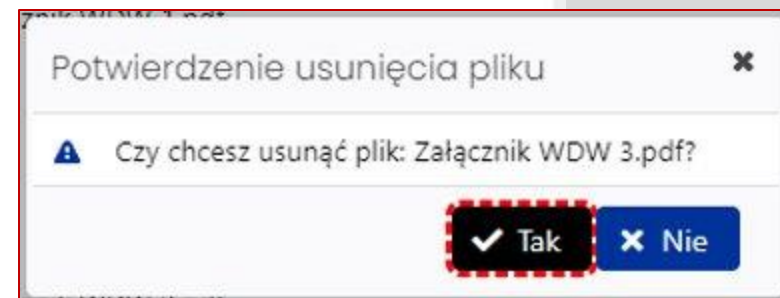 Potwierdzenie usunięcia pliku
Czy chcesz usunąć plik: Załącznik WDW 3.pdf?
Tak
Nie